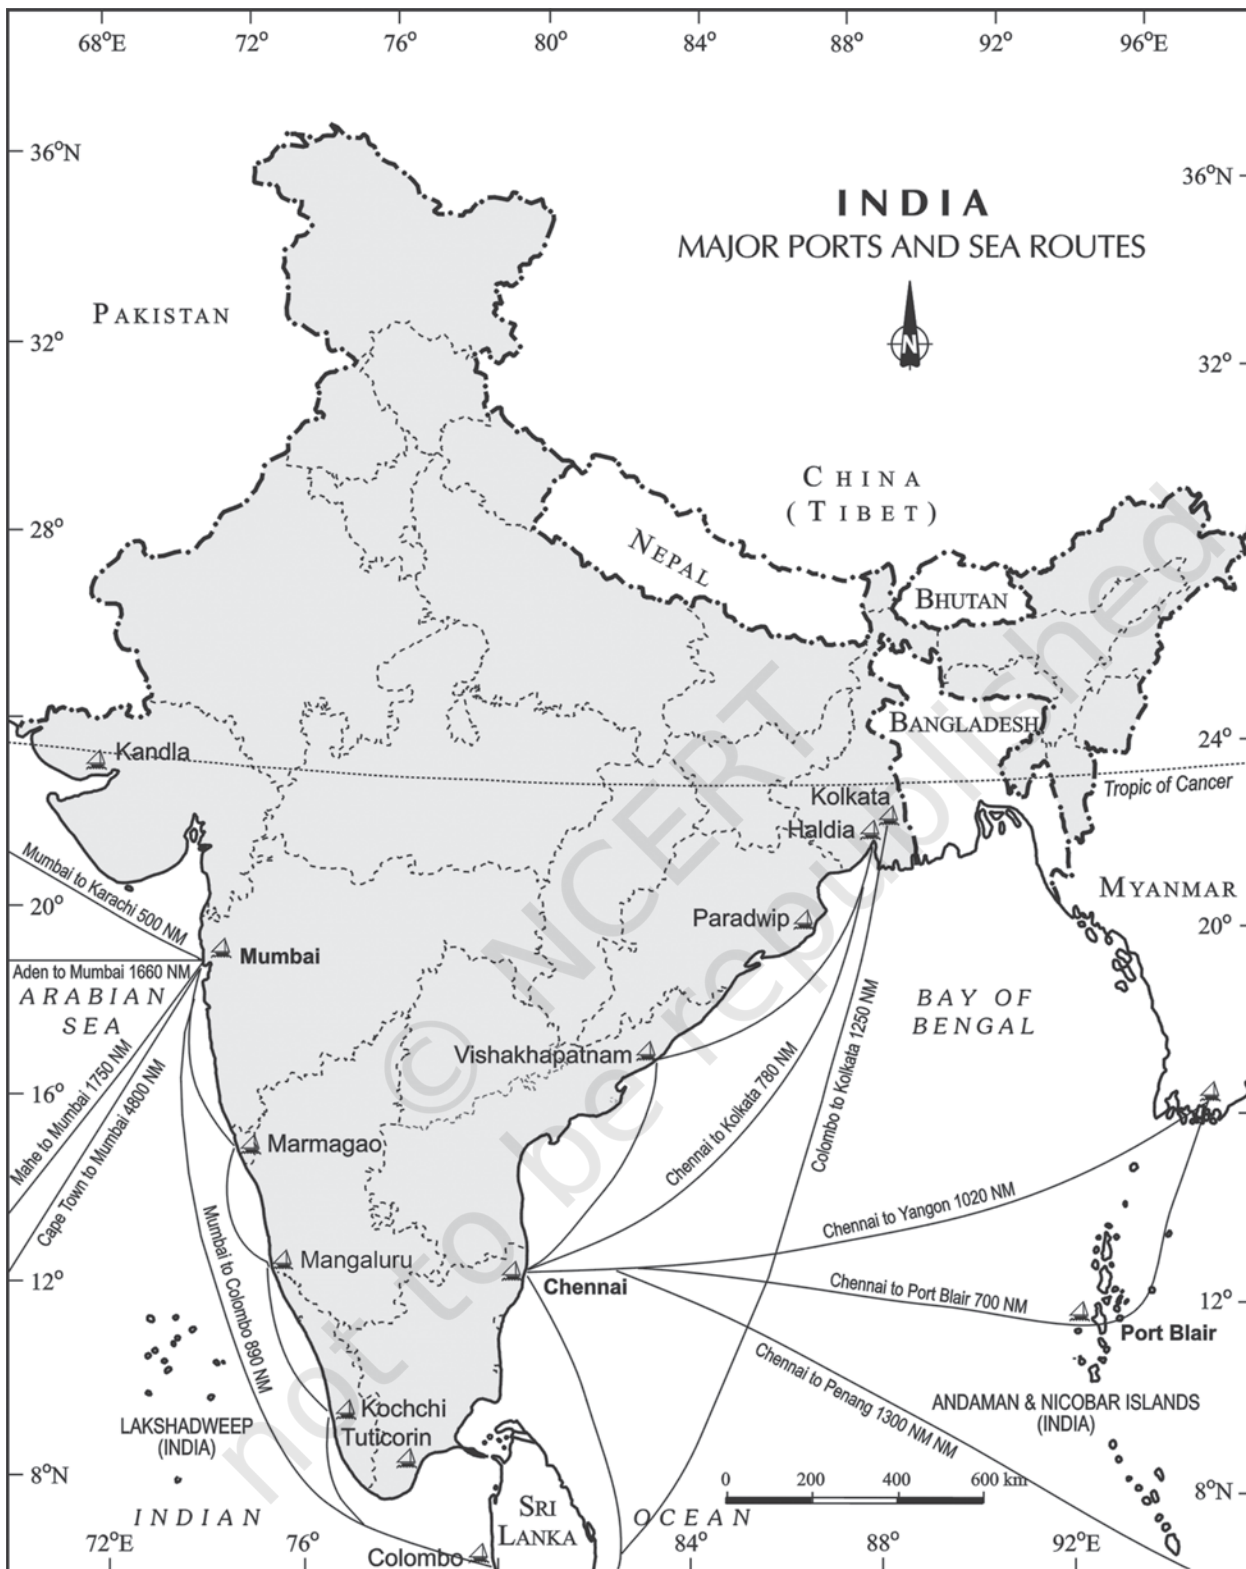 68°E 72° 76° 80° 84° 88° 92° 96°E
36°N
36°N
INDIA
MAJOR PORTS AND SEA ROUTES
N
PAKISTAN
32°
32°
CHINA
(TIBET)
28°
NEPAL
BHUTAN
BANGLADESH
24°
Kandla
Tropic of Cancer
Kolkata
Haldia
Mumbai to Karachi 500 NM
MYANMAR
20°
20°
Paradwip
Mumbai
Aden to Mumbai 1660 NM
ARABIAN
SEA
BAY OF
BENGAL
Mahe to Mumbai 1750 NM
Cape Town to Mumbai 4800 NM
Vishakhapatnam
Chennai to Kolkata 780 NM
Colombo to Kolkata 1250 NM
16°
Marmagao
Chennai to Yangon 1020 NM
Mumbai to Colombo 890 NM
Mangaluru
12°
Chennai
Chennai to Port Blair 700 NM
12°
Port Blair
Chennai to Penang 1300 NM NM
LAKSHADWEEP
(INDIA)
Kochchi
Tuticorin
ANDAMAN & NICOBAR ISLANDS
(INDIA)
8°N
0 200 400 600 km
8°N
INDIAN
OCEAN
SRI
LANKA
Colombo
72°E 76° 84° 88° 92°E
© NCERT
not to be republished